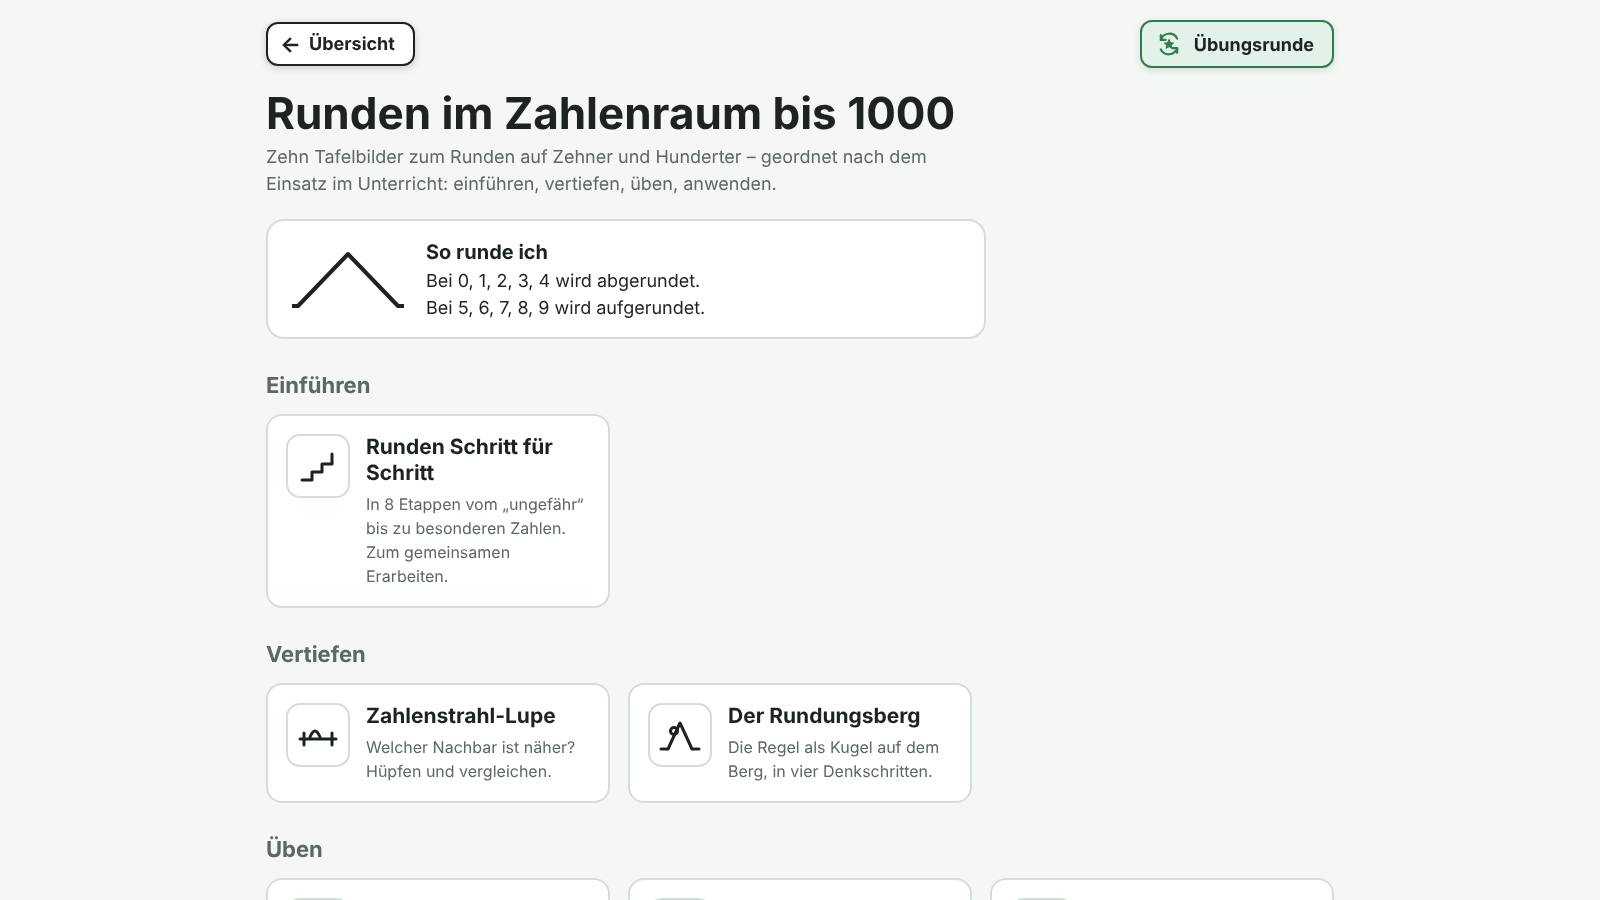 Übersicht
Übungsrunde
Runden im Zahlenraum bis 1000
Zehn Tafelbilder zum Runden auf Zehner und Hunderter – geordnet nach dem
Einsatz im Unterricht: einführen, vertiefen, üben, anwenden.
So runde ich
Bei 0, 1, 2, 3, 4 wird abgerundet.
Bei 5, 6, 7, 8, 9 wird aufgerundet.
Einführen
Runden Schritt für
Schritt
In 8 Etappen vom „ungefähr“
bis zu besonderen Zahlen.
Zum gemeinsamen
Erarbeiten.
Vertiefen
Zahlenstrahl-Lupe
Welcher Nachbar ist näher?
Hüpfen und vergleichen.
Der Rundungsberg
Die Regel als Kugel auf dem
Berg, in vier Denkschritten.
Üben